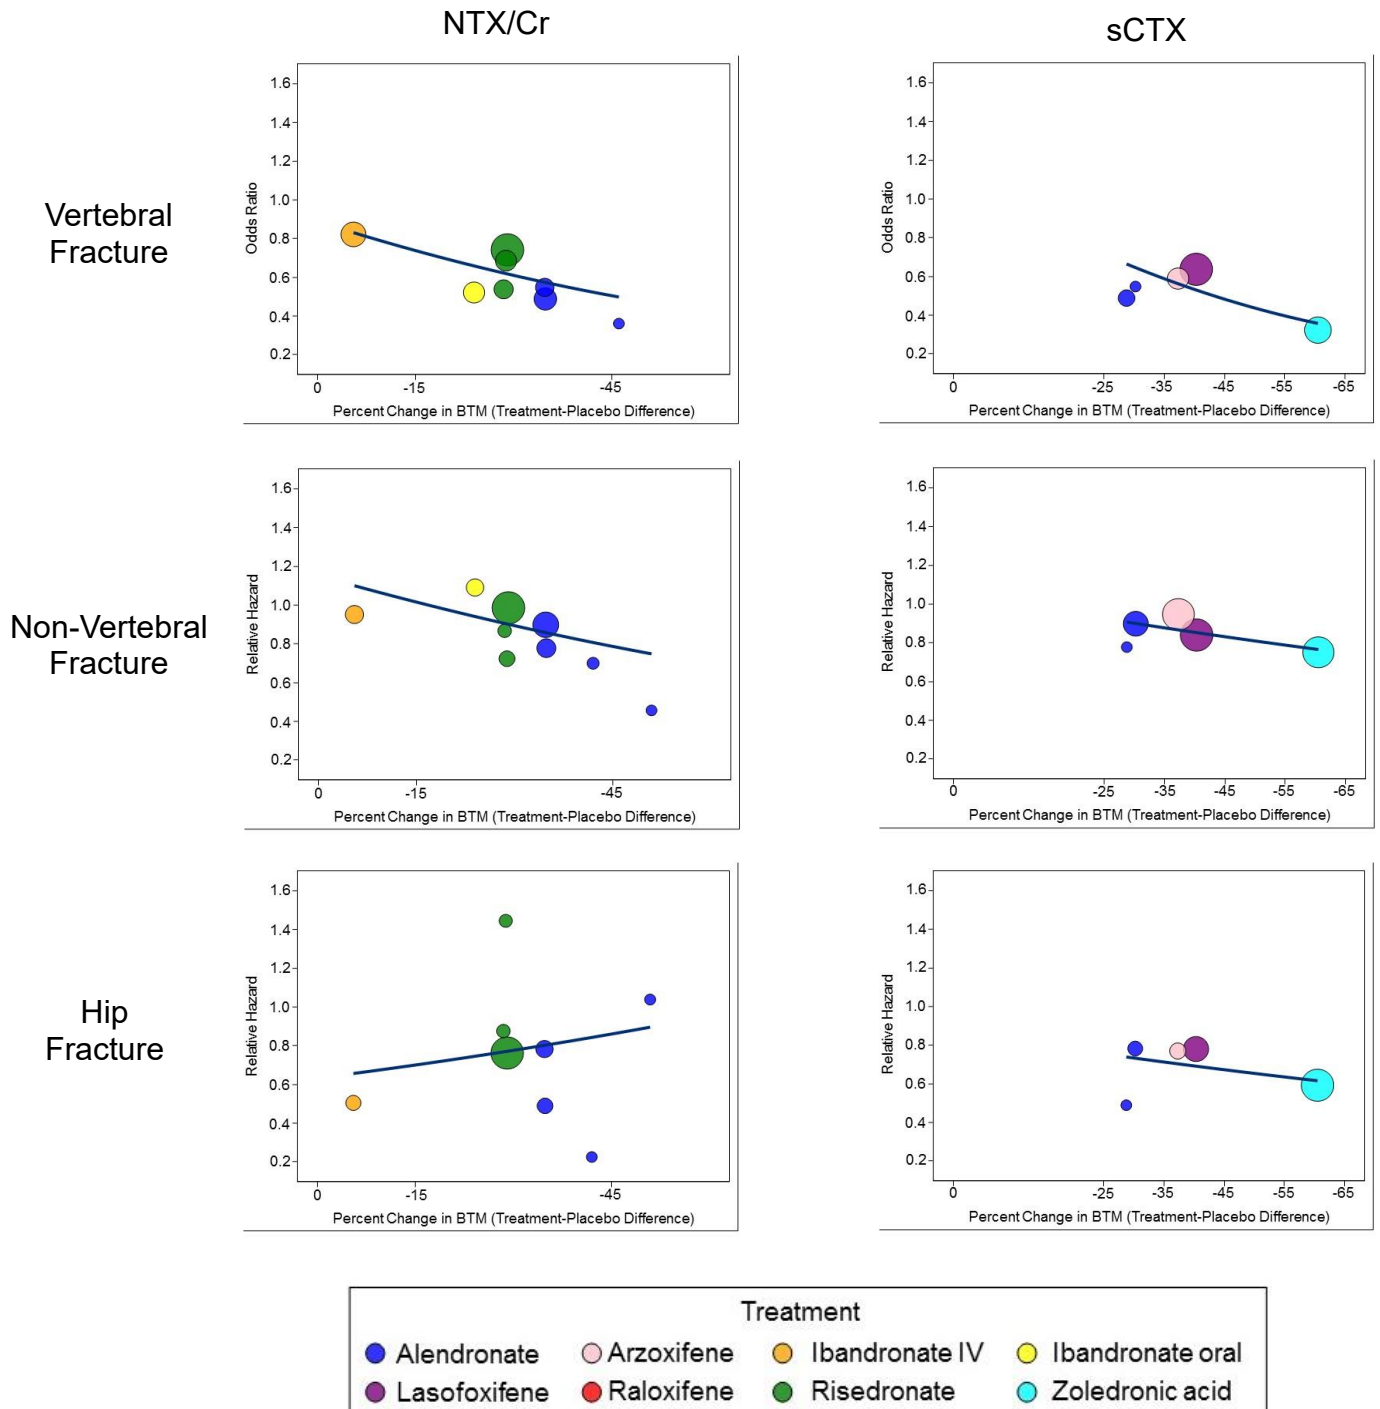 NTX/Cr
sCTX
Vertebral
Fracture
Odds Ratio
1.6
1.4
1.2
1.0
0.8
0.6
0.4
0.2
0 -15 -45
Percent Change in BTM (Treatment-Placebo Difference)
Odds Ratio
1.6
1.4
1.2
1.0
0.8
0.6
0.4
0.2
0 -25 -35 -45 -55 -65
Percent Change in BTM (Treatment-Placebo Difference)
Non-Vertebral
Fracture
Relative Hazard
1.6
1.4
1.2
1.0
0.8
0.6
0.4
0.2
0 -15 -45
Percent Change in BTM (Treatment-Placebo Difference)
Relative Hazard
1.6
1.4
1.2
1.0
0.8
0.6
0.4
0.2
0 -25 -35 -45 -55 -65
Percent Change in BTM (Treatment-Placebo Difference)
Hip
Fracture
Relative Hazard
1.6
1.4
1.2
1.0
0.8
0.6
0.4
0.2
0 -15 -45
Percent Change in BTM (Treatment-Placebo Difference)
Relative Hazard
1.6
1.4
1.2
1.0
0.8
0.6
0.4
0.2
0 -25 -35 -45 -55 -65
Percent Change in BTM (Treatment-Placebo Difference)
Treatment
Alendronate Arzoxifene Ibandronate IV Ibandronate oral
Lasofoxifene Raloxifene Risedronate Zoledronic acid